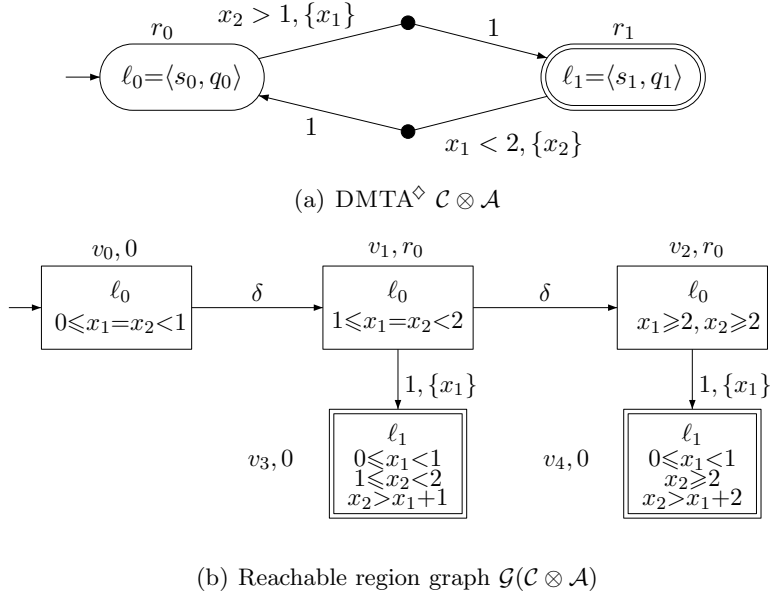 x₂ > 1, {x₁}
r₀
1
r₁
ℓ₀=⟨s₀, q₀⟩
ℓ₁=⟨s₁, q₁⟩
1
x₁ < 2, {x₂}
(a) DMTA◇ 𝒞 ⊗ 𝒜
v₀, 0
v₁, r₀
v₂, r₀
ℓ₀
0⩽x₁=x₂<1
δ
ℓ₀
1⩽x₁=x₂<2
δ
ℓ₀
x₁⩾2, x₂⩾2
1, {x₁}
1, {x₁}
v₃, 0
ℓ₁
0⩽x₁<1
1⩽x₂<2
x₂>x₁+1
v₄, 0
ℓ₁
0⩽x₁<1
x₂⩾2
x₂>x₁+2
(b) Reachable region graph 𝒢(𝒞 ⊗ 𝒜)